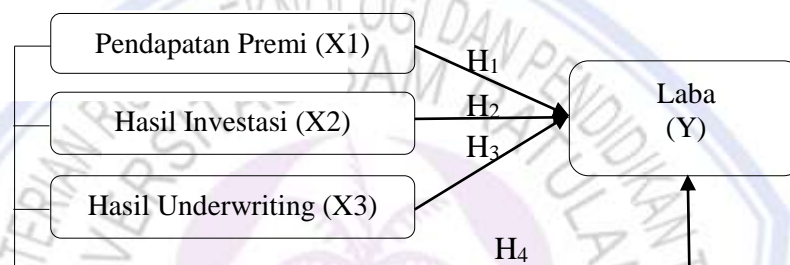 Pendapatan Premi (X1)
H1
Laba
(Y)
Hasil Investasi (X2)
H2
H3
Hasil Underwriting (X3)
H4